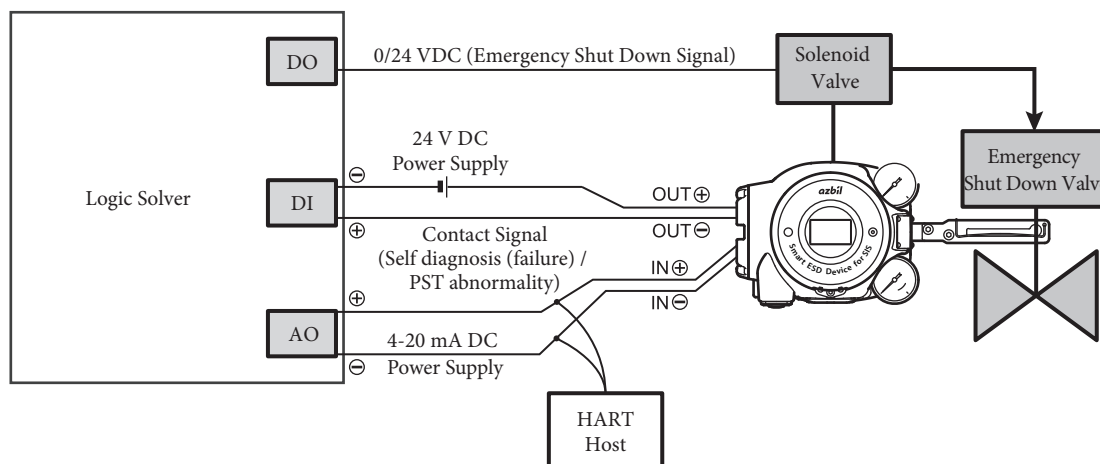 DO
0/24 VDC (Emergency Shut Down Signal)
Solenoid
Valve
24 V DC
Power Supply
Emergency
Shut Down Valv
Logic Solver
⊖
DI
⊕
OUT⊕
OUT⊖
azbil
Smart ESD Device for SIS
Contact Signal
(Self diagnosis (failure) /
PST abnormality)
IN⊕
IN⊖
⊕
AO
⊖
4-20 mA DC
Power Supply
HART
Host